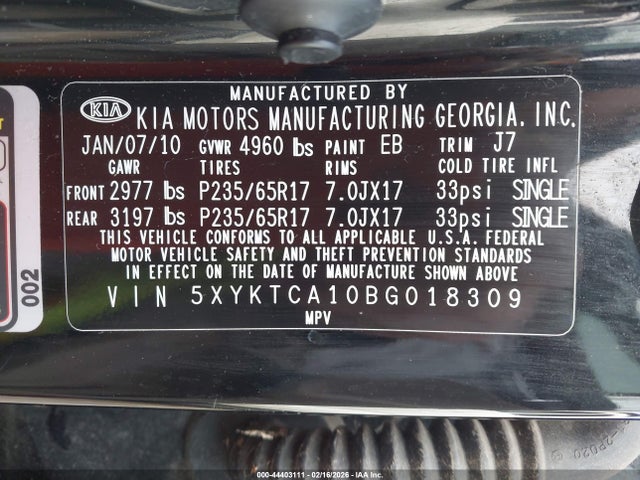 MANUFACTURED BY
KIA KIA MOTORS MANUFACTURING GEORGIA, INC.
JAN/07/10 GVWR 4960 lbs PAINT EB TRIM J7
GAWR TIRES RIMS COLD TIRE INFL
FRONT 2977 lbs P235/65R17 7.0JX17 33psi SINGLE
REAR 3197 lbs P235/65R17 7.0JX17 33psi SINGLE
THIS VEHICLE CONFORMS TO ALL APPLICABLE U.S.A. FEDERAL
MOTOR VEHICLE SAFETY AND THEFT PREVENTION STANDARDS
IN EFFECT ON THE DATE OF MANUFACTURE SHOWN ABOVE
VIN 5XYKTCA10BG018309
MPV
002
000-44403111 - 02/16/2026 - IAA Inc.